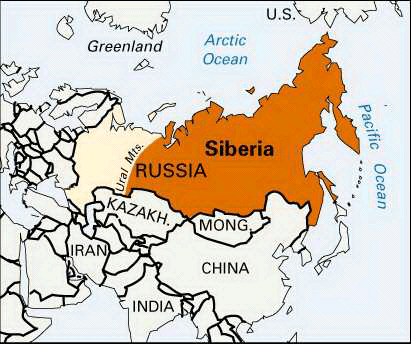 U.S.
Greenland
Arctic
Ocean
Pacific Ocean
Siberia
Ural Mts.
RUSSIA
KAZAKH.
MONG.
IRAN
CHINA
INDIA